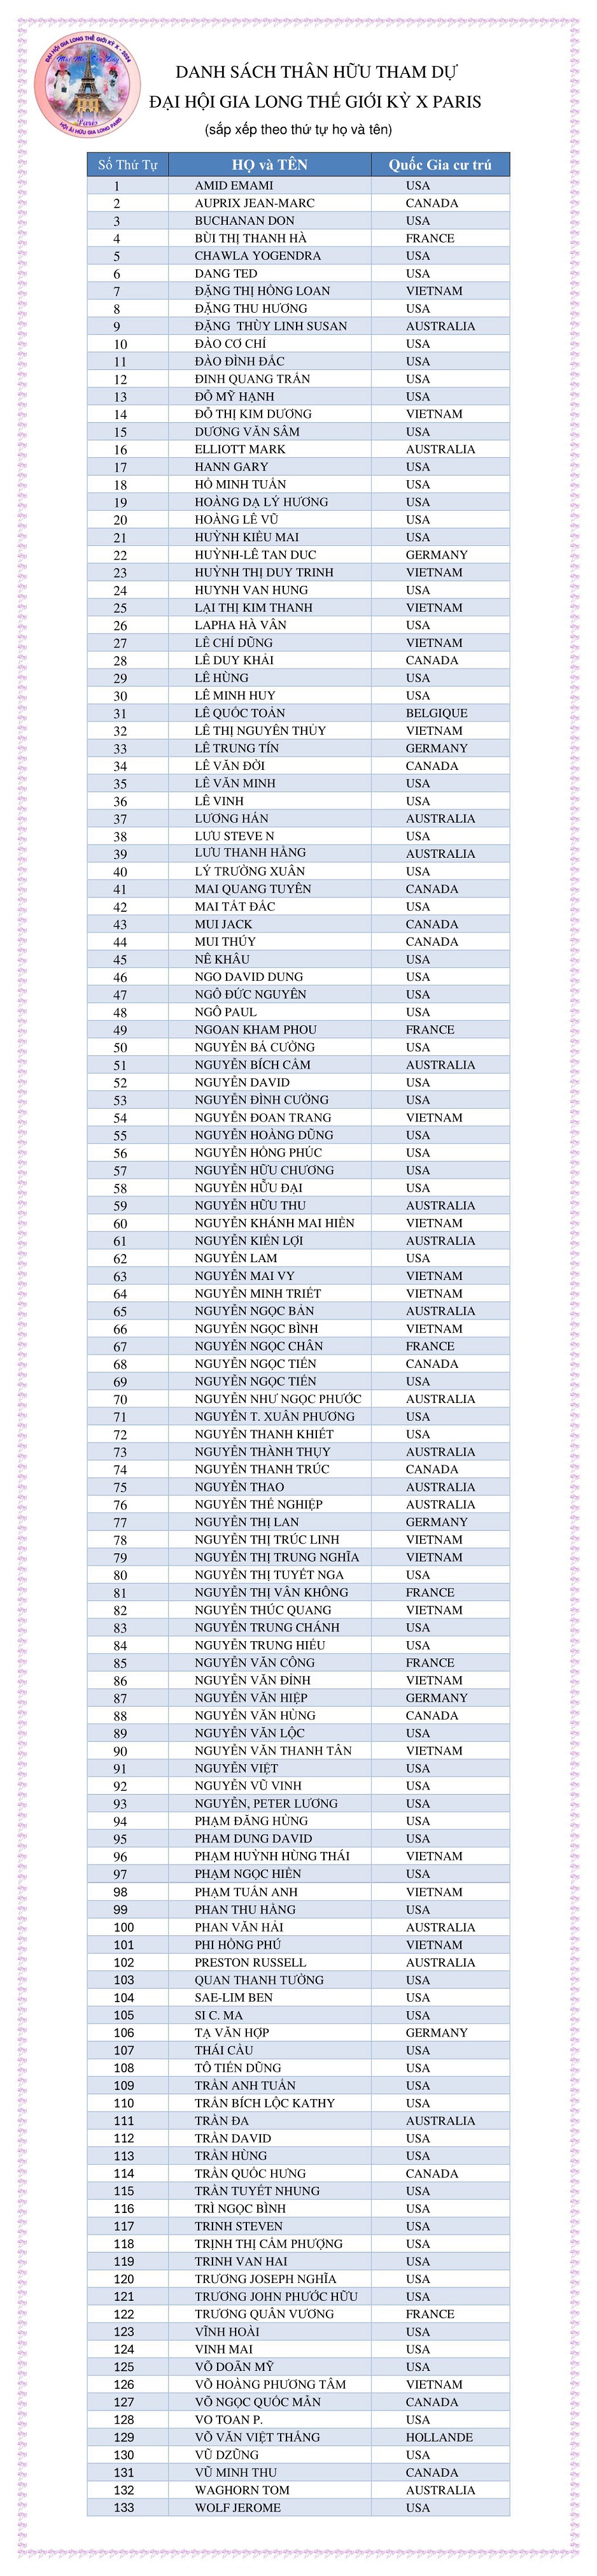 ĐẠI HỘI GIA LONG THẾ GIỚI KỲ X - 2024
Paris
HỘI ÁI HỮU GIA LONG PARIS
DANH SÁCH THÂN HỮU THAM DỰ
ĐẠI HỘI GIA LONG THẾ GIỚI KỲ X PARIS
(sắp xếp theo thứ tự họ và tên)
Số Thứ Tự HỌ và TÊN Quốc Gia cư trú
1 AMID EMAMI USA
2 AUPRIX JEAN-MARC CANADA
3 BUCHANAN DON USA
4 BÙI THỊ THANH HÀ FRANCE
5 CHAWLA YOGENDRA USA
6 DANG TED USA
7 ĐẶNG THỊ HỒNG LOAN VIETNAM
8 ĐẶNG THU HƯƠNG USA
9 ĐẶNG THÙY LINH SUSAN AUSTRALIA
10 ĐÀO CƠ CHÍ USA
11 ĐÀO ĐÌNH ĐẮC USA
12 ĐINH QUANG TRẤN USA
13 ĐỖ MỸ HẠNH USA
14 ĐỖ THỊ KIM DƯƠNG VIETNAM
15 DƯƠNG VĂN SÂM USA
16 ELLIOTT MARK AUSTRALIA
17 HANN GARY USA
18 HỒ MINH TUẤN USA
19 HOÀNG DẠ LÝ HƯƠNG USA
20 HOÀNG LÊ VŨ USA
21 HUỲNH KIỀU MAI USA
22 HUỲNH-LÊ TAN DUC GERMANY
23 HUỲNH THỊ DUY TRINH VIETNAM
24 HUYNH VAN HUNG USA
25 LẠI THỊ KIM THANH VIETNAM
26 LAPHA HÀ VÂN USA
27 LÊ CHÍ DŨNG VIETNAM
28 LÊ DUY KHẢI CANADA
29 LÊ HÙNG USA
30 LÊ MINH HUY USA
31 LÊ QUỐC TOẢN BELGIQUE
32 LÊ THỊ NGUYÊN THỦY VIETNAM
33 LÊ TRUNG TÍN GERMANY
34 LÊ VĂN ĐỜI CANADA
35 LÊ VĂN MINH USA
36 LÊ VINH USA
37 LƯƠNG HÁN AUSTRALIA
38 LƯU STEVE N USA
39 LƯU THANH HẰNG AUSTRALIA
40 LÝ TRƯỜNG XUÂN USA
41 MAI QUANG TUYÊN CANADA
42 MAI TẤT ĐẮC USA
43 MUI JACK CANADA
44 MUI THÚY CANADA
45 NÊ KHÂU USA
46 NGO DAVID DUNG USA
47 NGÔ ĐỨC NGUYÊN USA
48 NGÔ PAUL USA
49 NGOAN KHAM PHOU FRANCE
50 NGUYỄN BÁ CƯỜNG USA
51 NGUYỄN BÍCH CẨM AUSTRALIA
52 NGUYỄN DAVID USA
53 NGUYỄN ĐÌNH CƯỜNG USA
54 NGUYỄN ĐOAN TRANG VIETNAM
55 NGUYỄN HOÀNG DŨNG USA
56 NGUYỄN HỒNG PHÚC USA
57 NGUYỄN HỮU CHƯƠNG USA
58 NGUYỄN HỮU ĐẠI USA
59 NGUYỄN HỮU THU AUSTRALIA
60 NGUYỄN KHÁNH MAI HIỀN VIETNAM
61 NGUYỄN KIẾN LỢI AUSTRALIA
62 NGUYỄN LAM USA
63 NGUYỄN MAI VY VIETNAM
64 NGUYỄN MINH TRIẾT VIETNAM
65 NGUYỄN NGỌC BẢN AUSTRALIA
66 NGUYỄN NGỌC BÌNH VIETNAM
67 NGUYỄN NGỌC CHÂN FRANCE
68 NGUYỄN NGỌC TIẾN CANADA
69 NGUYỄN NGỌC TIẾN USA
70 NGUYỄN NHƯ NGỌC PHƯỚC AUSTRALIA
71 NGUYỄN T. XUÂN PHƯƠNG USA
72 NGUYỄN THANH KHIẾT USA
73 NGUYỄN THÀNH THỤY AUSTRALIA
74 NGUYỄN THANH TRÚC CANADA
75 NGUYỄN THAO AUSTRALIA
76 NGUYỄN THẾ NGHIỆP AUSTRALIA
77 NGUYỄN THỊ LAN GERMANY
78 NGUYỄN THỊ TRÚC LINH VIETNAM
79 NGUYỄN THỊ TRUNG NGHĨA VIETNAM
80 NGUYỄN THỊ TUYẾT NGA USA
81 NGUYỄN THỊ VÂN KHÔNG FRANCE
82 NGUYỄN THÚC QUANG VIETNAM
83 NGUYỄN TRUNG CHÁNH USA
84 NGUYỄN TRUNG HIẾU USA
85 NGUYỄN VĂN CÔNG FRANCE
86 NGUYỄN VĂN ĐỈNH VIETNAM
87 NGUYỄN VĂN HIỆP GERMANY
88 NGUYỄN VĂN HÙNG CANADA
89 NGUYỄN VĂN LỘC USA
90 NGUYỄN VĂN THANH TÂN VIETNAM
91 NGUYỄN VIỆT USA
92 NGUYỄN VŨ VINH USA
93 NGUYỄN, PETER LƯƠNG USA
94 PHẠM ĐĂNG HÙNG USA
95 PHAM DUNG DAVID USA
96 PHẠM HUỲNH HÙNG THÁI VIETNAM
97 PHẠM NGỌC HIỀN USA
98 PHẠM TUẤN ANH VIETNAM
99 PHAN THU HẰNG USA
100 PHAN VĂN HẢI AUSTRALIA
101 PHI HỒNG PHÚ VIETNAM
102 PRESTON RUSSELL AUSTRALIA
103 QUAN THANH TƯỜNG USA
104 SAE-LIM BEN USA
105 SI C. MA USA
106 TẠ VĂN HỢP GERMANY
107 THÁI CẦU USA
108 TÔ TIẾN DŨNG USA
109 TRẦN ANH TUẤN USA
110 TRẦN BÍCH LỘC KATHY USA
111 TRẦN ĐA AUSTRALIA
112 TRẦN DAVID USA
113 TRẦN HÙNG USA
114 TRẦN QUỐC HƯNG CANADA
115 TRẦN TUYẾT NHUNG USA
116 TRÌ NGỌC BÌNH USA
117 TRINH STEVEN USA
118 TRỊNH THỊ CẨM PHƯỢNG USA
119 TRINH VAN HAI USA
120 TRƯƠNG JOSEPH NGHĨA USA
121 TRƯƠNG JOHN PHƯỚC HỮU USA
122 TRƯƠNG QUÂN VƯƠNG FRANCE
123 VĨNH HOÀI USA
124 VINH MAI USA
125 VÕ DOÃN MỸ USA
126 VÕ HOÀNG PHƯƠNG TÂM VIETNAM
127 VÕ NGỌC QUỐC MẪN CANADA
128 VO TOAN P. USA
129 VÕ VĂN VIỆT THẮNG HOLLANDE
130 VŨ DZŨNG USA
131 VŨ MINH THU CANADA
132 WAGHORN TOM AUSTRALIA
133 WOLF JEROME USA